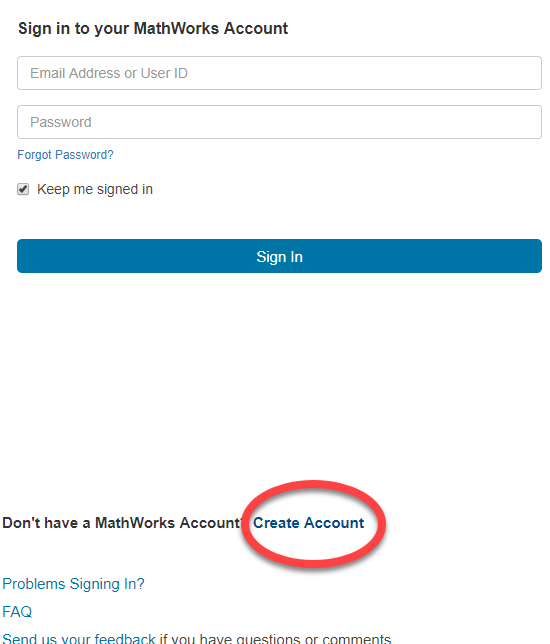 Sign in to your MathWorks Account
Email Address or User ID
Password
Forgot Password?
Keep me signed in
Sign In
Don't have a MathWorks Account? Create Account
Problems Signing In?
FAQ
Send us your feedback if you have questions or comments